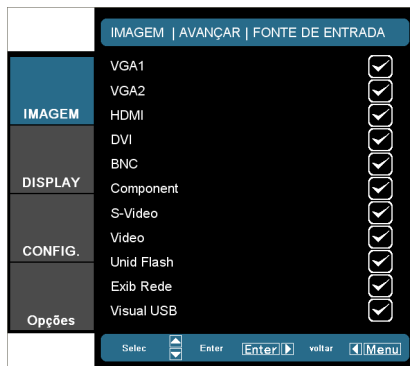 IMAGEM | AVANÇAR | FONTE DE ENTRADA
VGA1
VGA2
IMAGEM
HDMI
DVI
BNC
DISPLAY
Component
S-Video
Video
CONFIG.
Unid Flash
Exib Rede
Visual USB
Opções
Selec Enter Enter voltar Menu